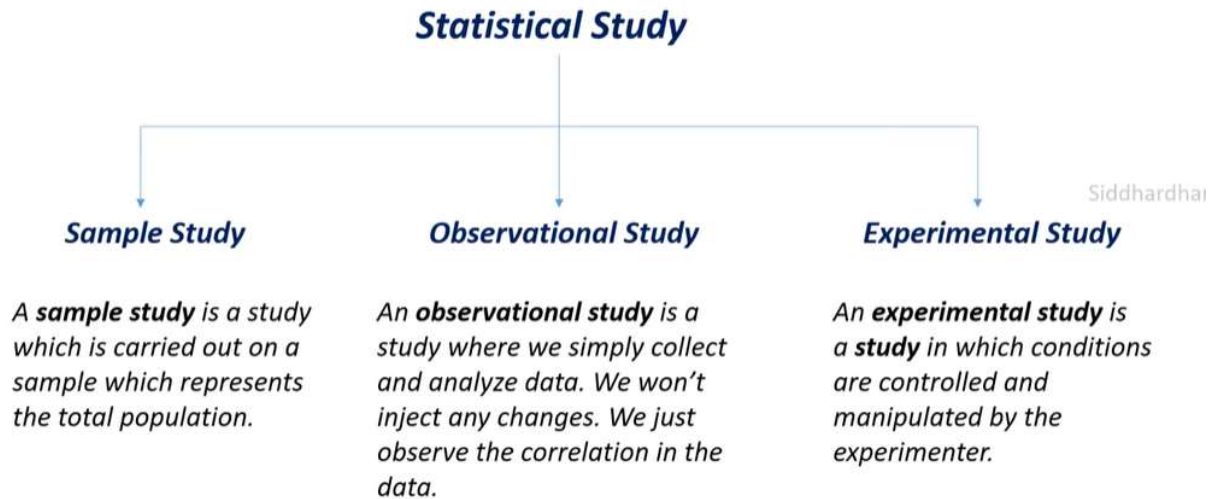 Statistical Study
Siddhardhan
Sample Study
Observational Study
Experimental Study
A sample study is a study
which is carried out on a
sample which represents
the total population.
An observational study is a
study where we simply collect
and analyze data. We won't
inject any changes. We just
observe the correlation in the
data.
An experimental study is
a study in which conditions
are controlled and
manipulated by the
experimenter.